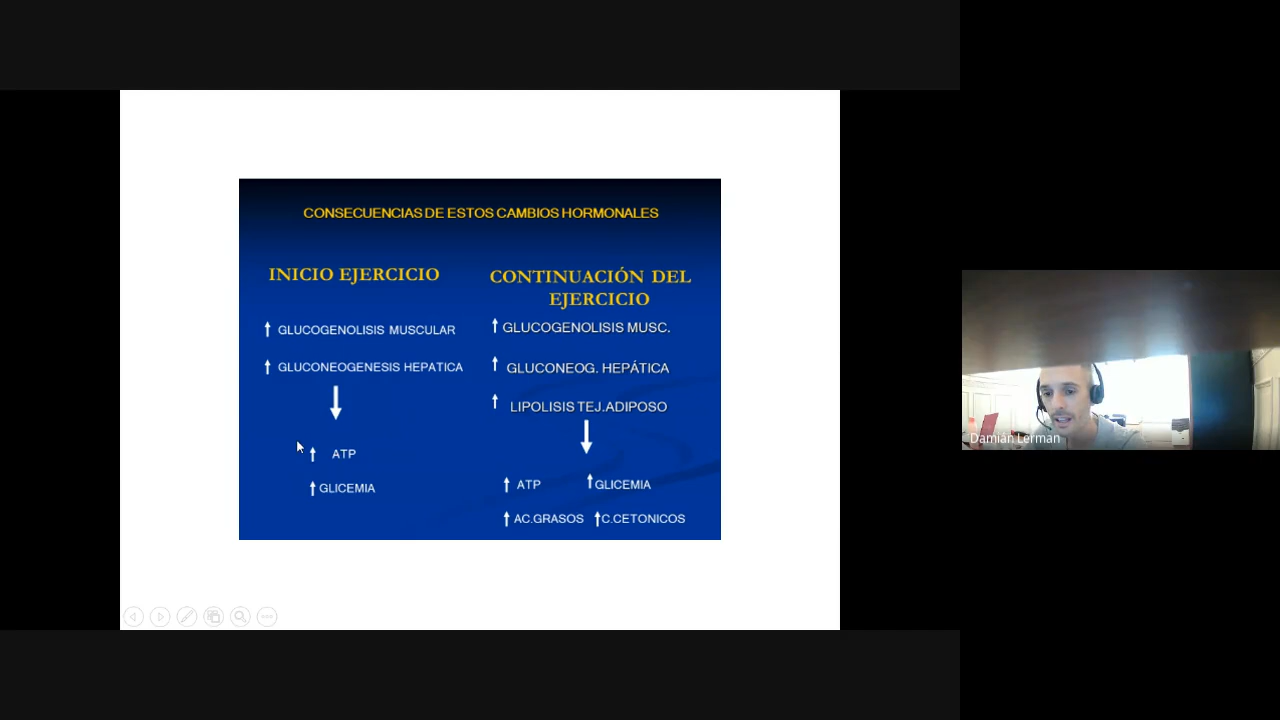 CONSECUENCIAS DE ESTOS CAMBIOS HORMONALES
INICIO EJERCICIO
↑ GLUCOGENOLISIS MUSCULAR
↑ GLUCONEOGENESIS HEPATICA
↑ ATP
↑ GLICEMIA
CONTINUACIÓN DEL
EJERCICIO
↑ GLUCOGENOLISIS MUSC.
↑ GLUCONEOG. HEPÁTICA
↑ LIPOLISIS TEJ.ADIPOSO
↑ ATP ↑ GLICEMIA
↑ AC.GRASOS ↑ C.CETONICOS
Damián Lerman